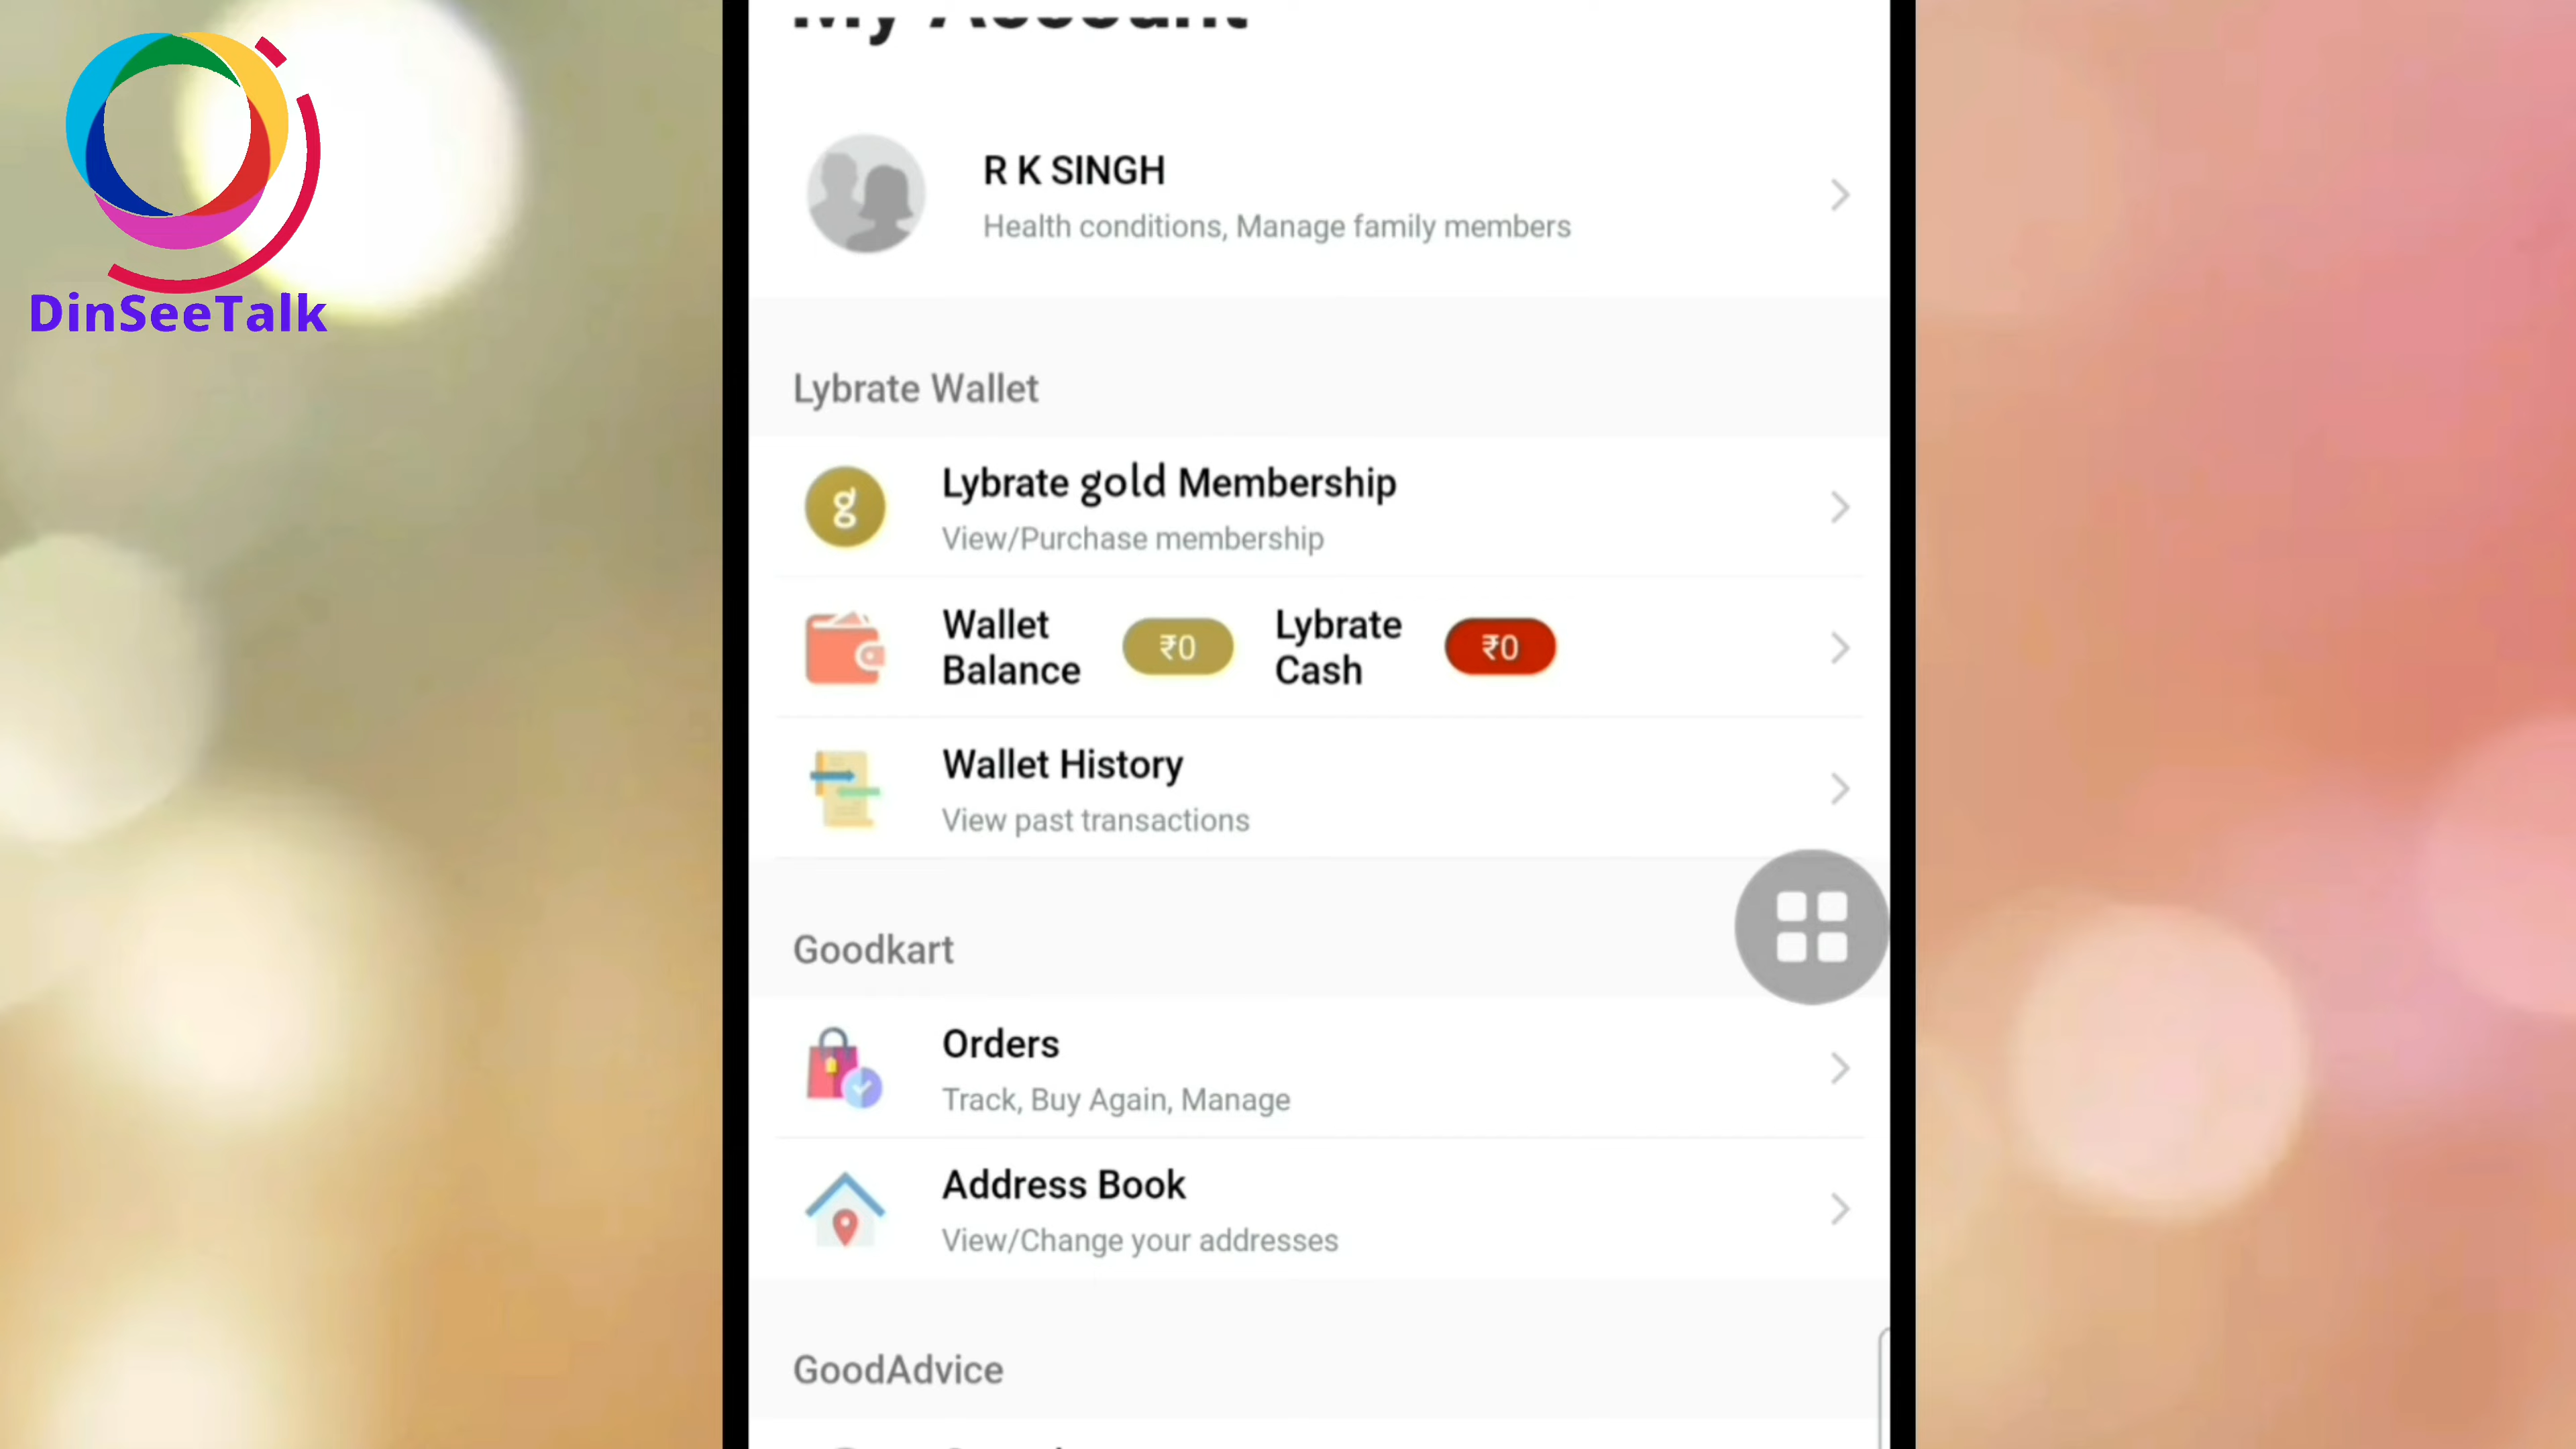 DinSeeTalk
My Account
R K SINGH
Health conditions, Manage family members
Lybrate Wallet
Lybrate gold Membership
View/Purchase membership
Wallet Balance ₹0 Lybrate Cash ₹0
Wallet History
View past transactions
Goodkart
Orders
Track, Buy Again, Manage
Address Book
View/Change your addresses
GoodAdvice